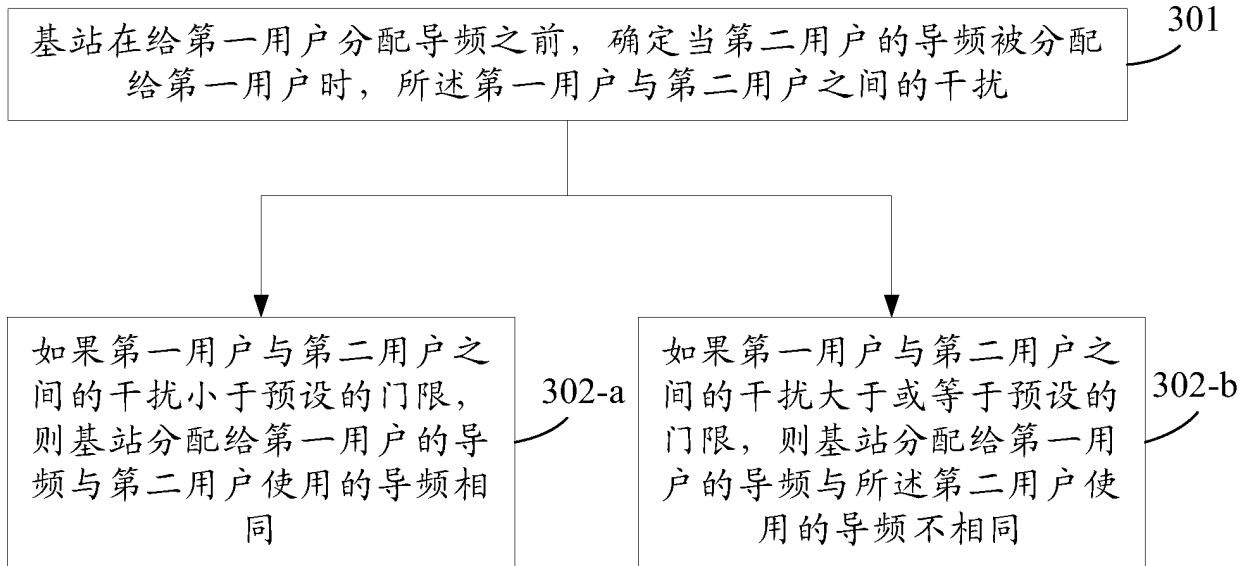 基站在给第一用户分配导频之前，确定当第二用户的导频被分配
给第一用户时，所述第一用户与第二用户之间的干扰
301
如果第一用户与第二用户之
间的干扰小于预设的门限，
则基站分配给第一用户的导
频与第二用户使用的导频相
同
302-a
如果第一用户与第二用户之
间的干扰大于或等于预设的
门限，则基站分配给第一用
户的导频与所述第二用户使
用的导频不相同
302-b